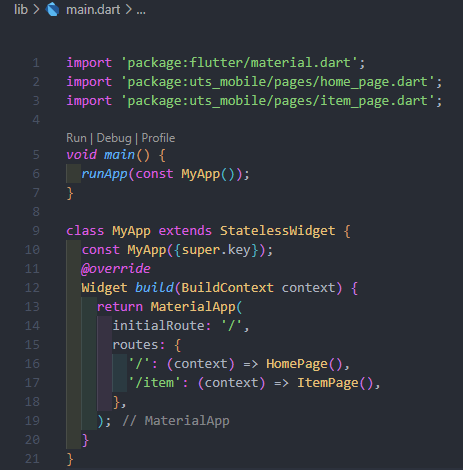 lib > main.dart > ...
1 import 'package:flutter/material.dart';
2 import 'package:uts_mobile/pages/home_page.dart';
3 import 'package:uts_mobile/pages/item_page.dart';
4
Run | Debug | Profile
5 void main() {
6   runApp(const MyApp());
7 }
8
9 class MyApp extends StatelessWidget {
10   const MyApp({super.key});
11   @override
12   Widget build(BuildContext context) {
13     return MaterialApp(
14       initialRoute: '/',
15       routes: {
16         '/': (context) => HomePage(),
17         '/item': (context) => ItemPage(),
18       },
19     ); // MaterialApp
20   }
21 }